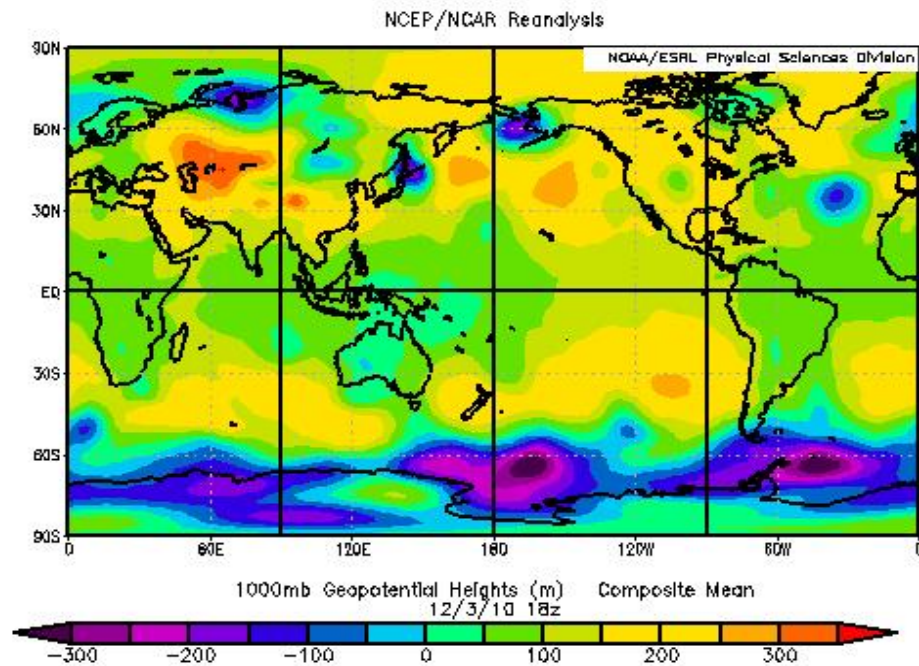 NCEP/NCAR Reanalysis
NOAA/ESRL Physical Sciences Division
90N
60N
30N
EQ
30S
60S
90S
0 60E 120E 180 120W 60W 0
1000mb Geopotential Heights (m) Composite Mean
12/3/10 18z
-300 -200 -100 0 100 200 300